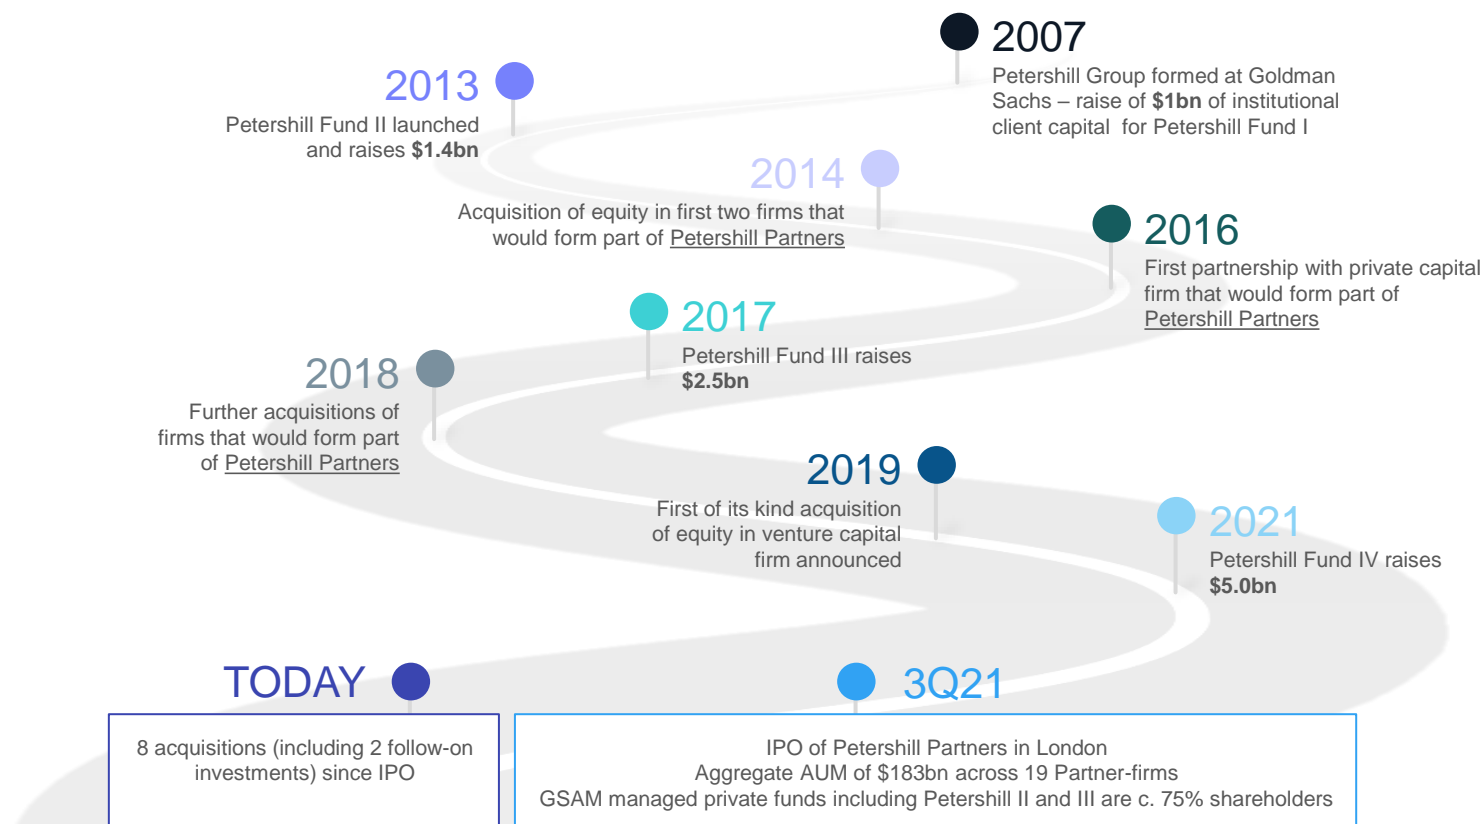 2007
Petershill Group formed at Goldman
Sachs – raise of $1bn of institutional
client capital for Petershill Fund I
2013
Petershill Fund II launched
and raises $1.4bn
2014
Acquisition of equity in first two firms that
would form part of Petershill Partners
2016
First partnership with private capital
firm that would form part of
Petershill Partners
2017
Petershill Fund III raises
$2.5bn
2018
Further acquisitions of
firms that would form part
of Petershill Partners
2019
First of its kind acquisition
of equity in venture capital
firm announced
2021
Petershill Fund IV raises
$5.0bn
3Q21
IPO of Petershill Partners in London
Aggregate AUM of $183bn across 19 Partner-firms
GSAM managed private funds including Petershill II and III are c. 75% shareholders
TODAY
8 acquisitions (including 2 follow-on
investments) since IPO